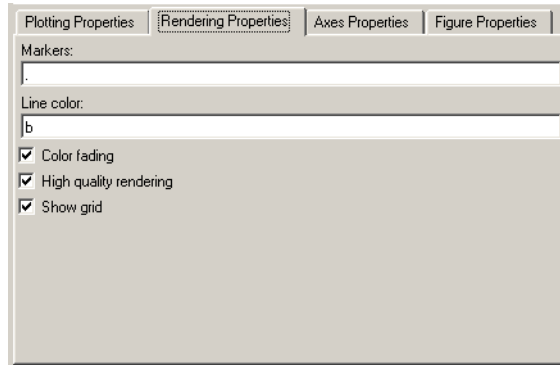 Plotting Properties Rendering Properties Axes Properties Figure Properties
Markers:
.
Line color:
b
Color fading
High quality rendering
Show grid